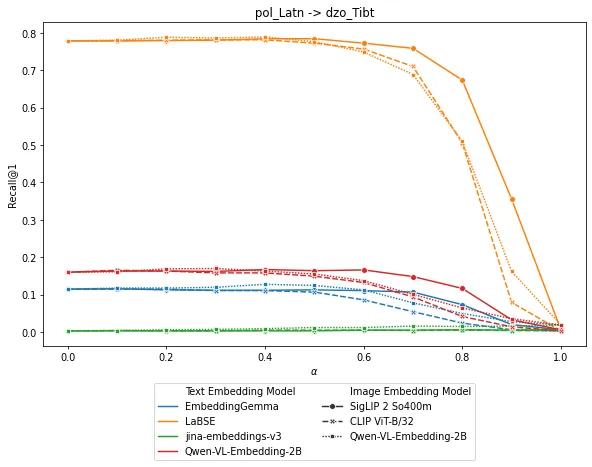 pol_Latn -> dzo_Tibt
0.8
0.7
0.6
0.5
0.4
0.3
0.2
0.1
0.0
Recall@1
0.0 0.2 0.4 0.6 0.8 1.0
α
Text Embedding Model Image Embedding Model
EmbeddingGemma SigLIP 2 So400m
LaBSE CLIP ViT-B/32
jina-embeddings-v3 Qwen-VL-Embedding-2B
Qwen-VL-Embedding-2B